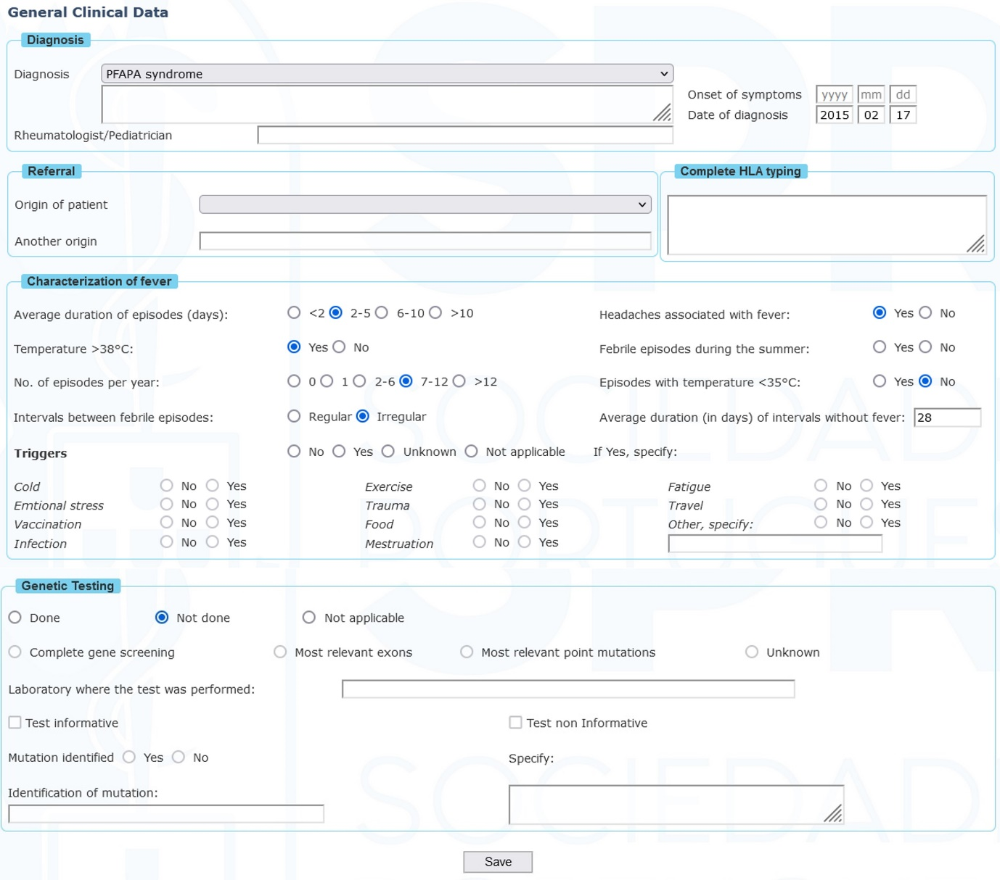 General Clinical Data
Diagnosis
Diagnosis PFAPA syndrome
Onset of symptoms yyyy mm dd
Date of diagnosis 2015 02 17
Rheumatologist/Pediatrician
Referral
Complete HLA typing
Origin of patient
Another origin
Characterization of fever
Average duration of episodes (days): <2 2-5 6-10 >10 Headaches associated with fever: Yes No
Temperature >38°C: Yes No Febrile episodes during the summer: Yes No
No. of episodes per year: 0 1 2-6 7-12 >12 Episodes with temperature <35°C: Yes No
Intervals between febrile episodes: Regular Irregular Average duration (in days) of intervals without fever: 28
Triggers No Yes Unknown Not applicable If Yes, specify:
Cold No Yes Exercise No Yes Fatigue No Yes
Emtional stress No Yes Trauma No Yes Travel No Yes
Vaccination No Yes Food No Yes Other, specify: No Yes
Infection No Yes Mestruation No Yes
Genetic Testing
Done Not done Not applicable
Complete gene screening Most relevant exons Most relevant point mutations Unknown
Laboratory where the test was performed:
Test informative Test non Informative
Mutation identified Yes No Specify:
Identification of mutation:
Save
SPR
SOCIEDAD
PORTUGUE
SPR
SOCIEDAD